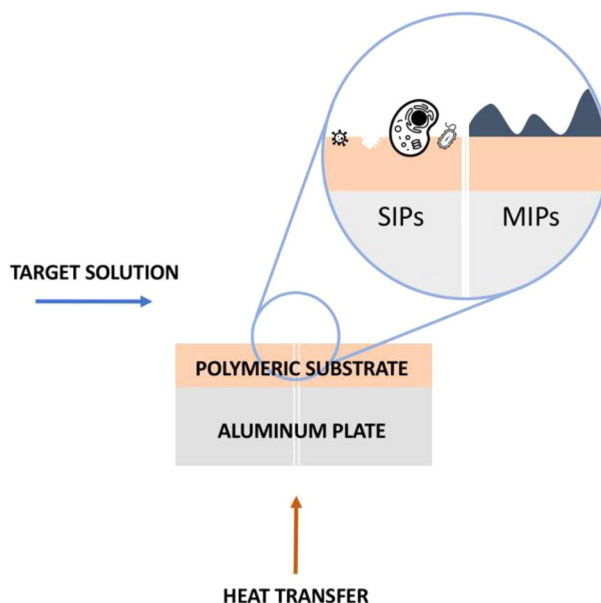 SIPs
MIPs
TARGET SOLUTION
POLYMERIC SUBSTRATE
ALUMINUM PLATE
HEAT TRANSFER